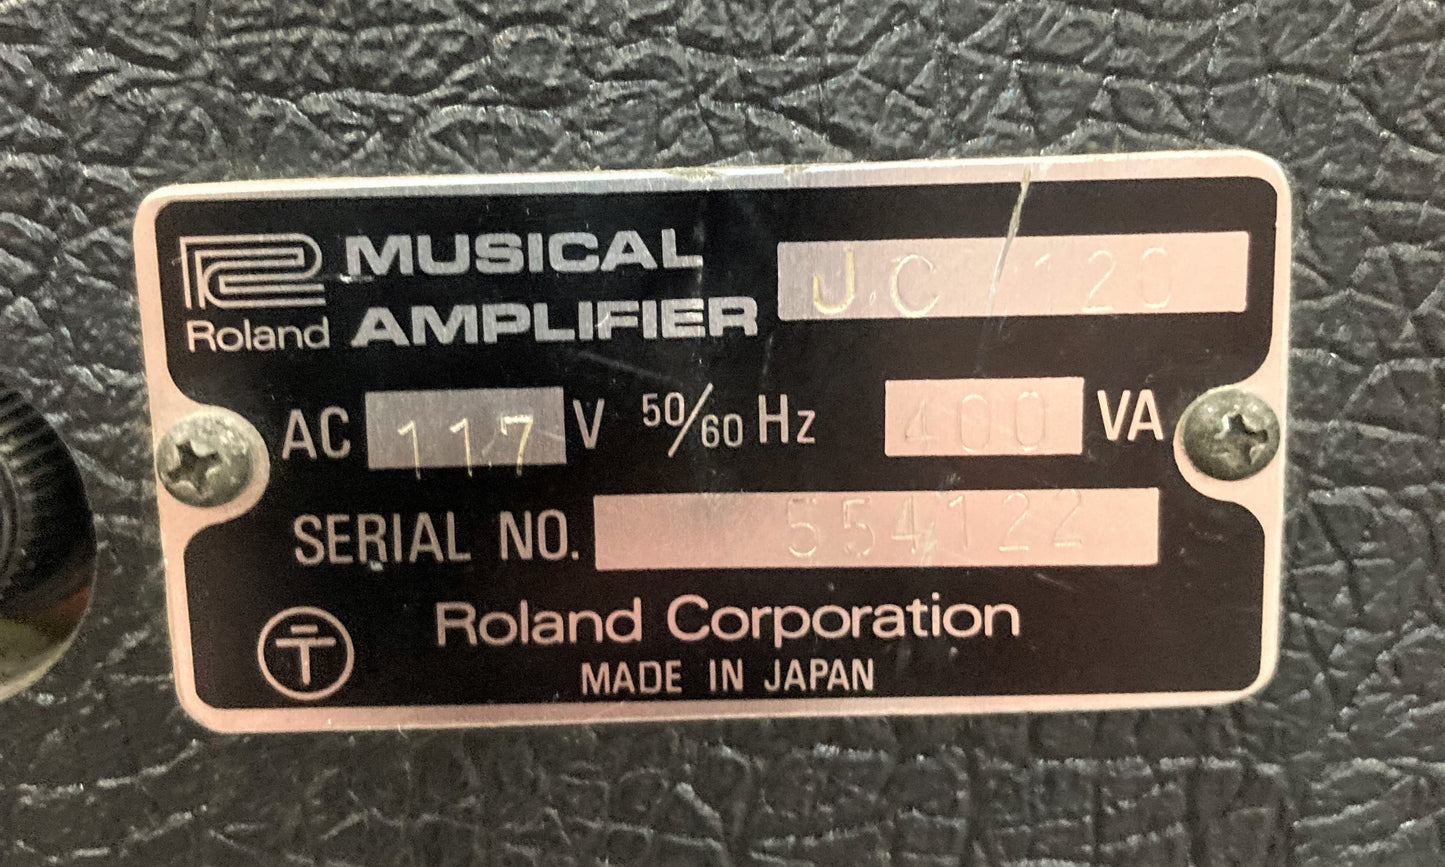 Roland
MUSICAL
AMPLIFIER
JC 120
AC 117 V 50/60 Hz 400 VA
SERIAL NO. 554122
Roland Corporation
MADE IN JAPAN